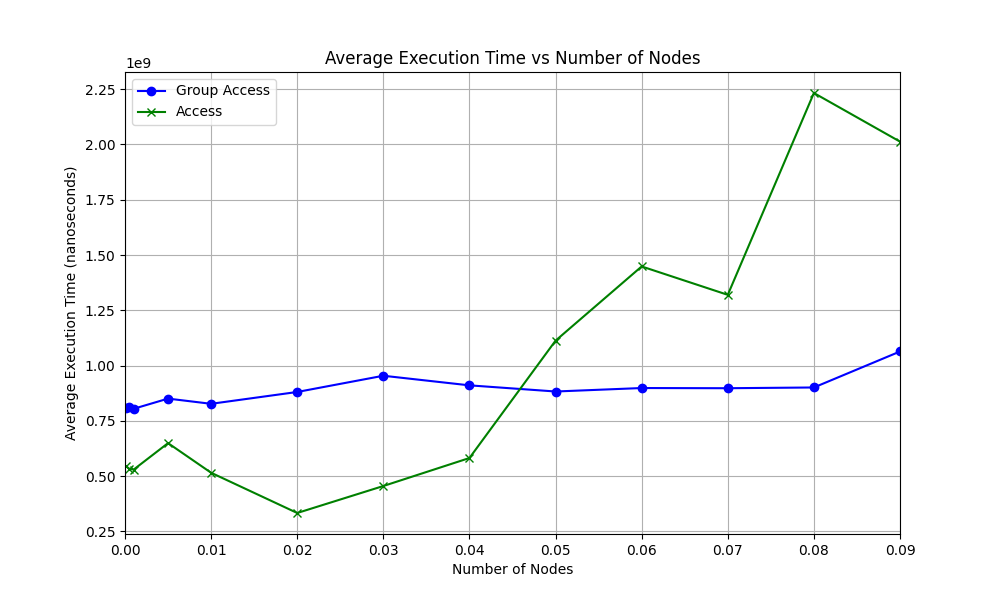 Average Execution Time vs Number of Nodes
1e9
Group Access
Access
2.25
2.00
1.75
1.50
1.25
1.00
0.75
0.50
0.25
Average Execution Time (nanoseconds)
0.00 0.01 0.02 0.03 0.04 0.05 0.06 0.07 0.08 0.09
Number of Nodes